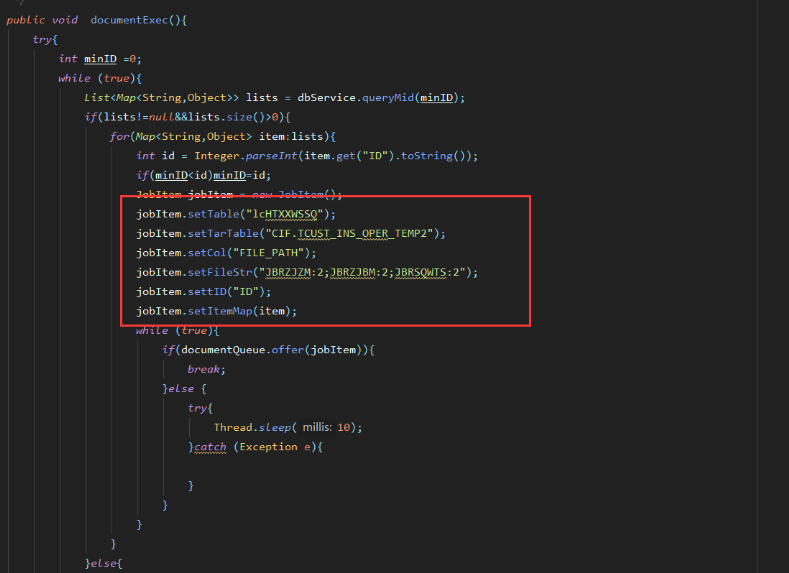 */
public void documentExec(){
try{
int minID =0;
while (true){
List<Map<String,Object>> lists = dbService.queryMid(minID);
if(lists!=null&&lists.size()>0){
for(Map<String,Object> item:lists){
int id = Integer.parseInt(item.get("ID").toString());
if(minID<id)minID=id;
JobItem jobItem = new JobItem();
jobItem.setTable("lcHTXXWSSQ");
jobItem.setTarTable("CIF.TCUST_INS_OPER_TEMP2");
jobItem.setCol("FILE_PATH");
jobItem.setFileStr("JBRZJZM:2;JBRZJBM:2;JBRSQWTS:2");
jobItem.settID("ID");
jobItem.setItemMap(item);
while (true){
if(documentQueue.offer(jobItem)){
break;
}else {
try{
Thread.sleep( millis: 10);
}catch (Exception e){
}
}
}
}
}else{